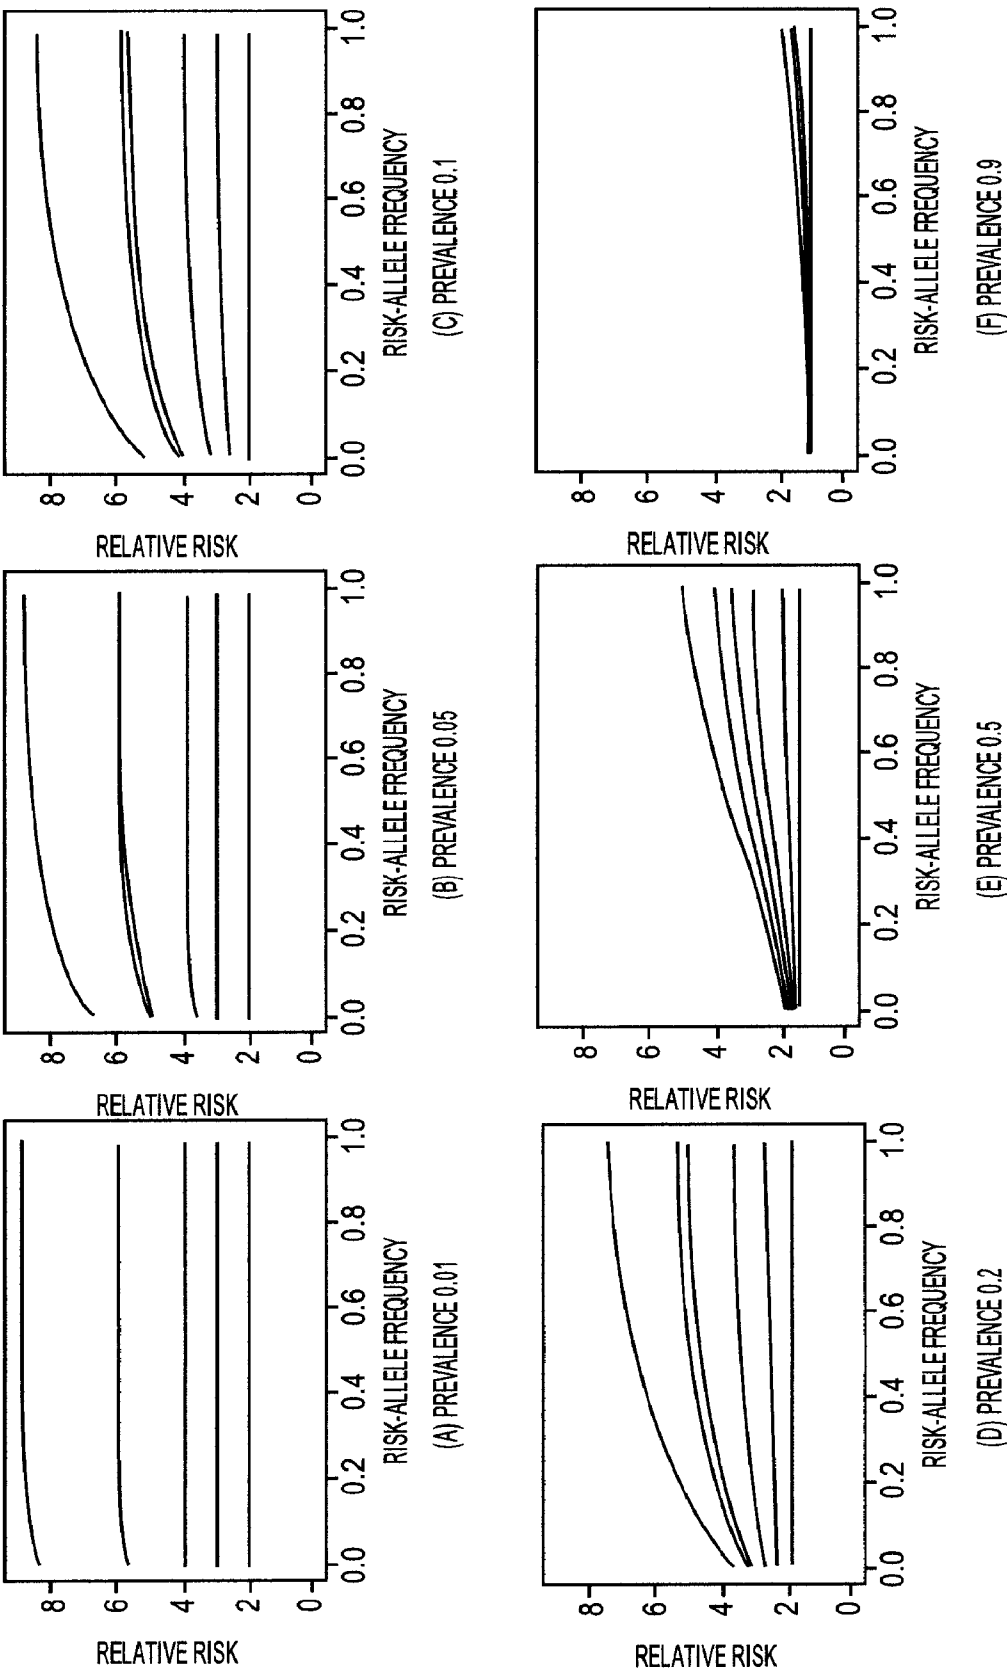 RELATIVE RISK
8
6
4
2
0
0.0 0.2 0.4 0.6 0.8 1.0
RISK-ALLELE FREQUENCY
(A) PREVALENCE 0.01
RELATIVE RISK
8
6
4
2
0
0.0 0.2 0.4 0.6 0.8 1.0
RISK-ALLELE FREQUENCY
(B) PREVALENCE 0.05
RELATIVE RISK
8
6
4
2
0
0.0 0.2 0.4 0.6 0.8 1.0
RISK-ALLELE FREQUENCY
(C) PREVALENCE 0.1
RELATIVE RISK
8
6
4
2
0
0.0 0.2 0.4 0.6 0.8 1.0
RISK-ALLELE FREQUENCY
(D) PREVALENCE 0.2
RELATIVE RISK
8
6
4
2
0
0.0 0.2 0.4 0.6 0.8 1.0
RISK-ALLELE FREQUENCY
(E) PREVALENCE 0.5
RELATIVE RISK
8
6
4
2
0
0.0 0.2 0.4 0.6 0.8 1.0
RISK-ALLELE FREQUENCY
(F) PREVALENCE 0.9